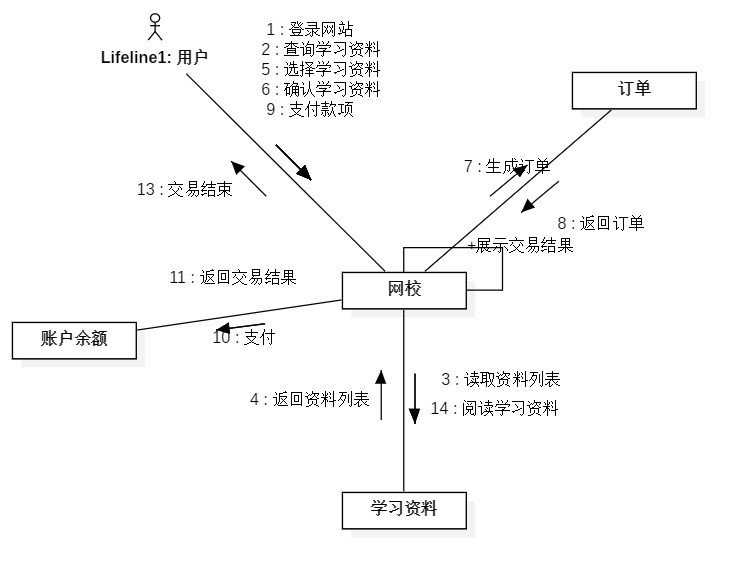 1 : 登录网站
2 : 查询学习资料
Lifeline1: 用户
5 : 选择学习资料
6 : 确认学习资料
9 : 支付款项
订单
7 : 生成订单
13 : 交易结束
8 : 返回订单
+展示交易结果
11 : 返回交易结果
网校
账户余额
10 : 支付
3 : 读取资料列表
4 : 返回资料列表
14 : 阅读学习资料
学习资料